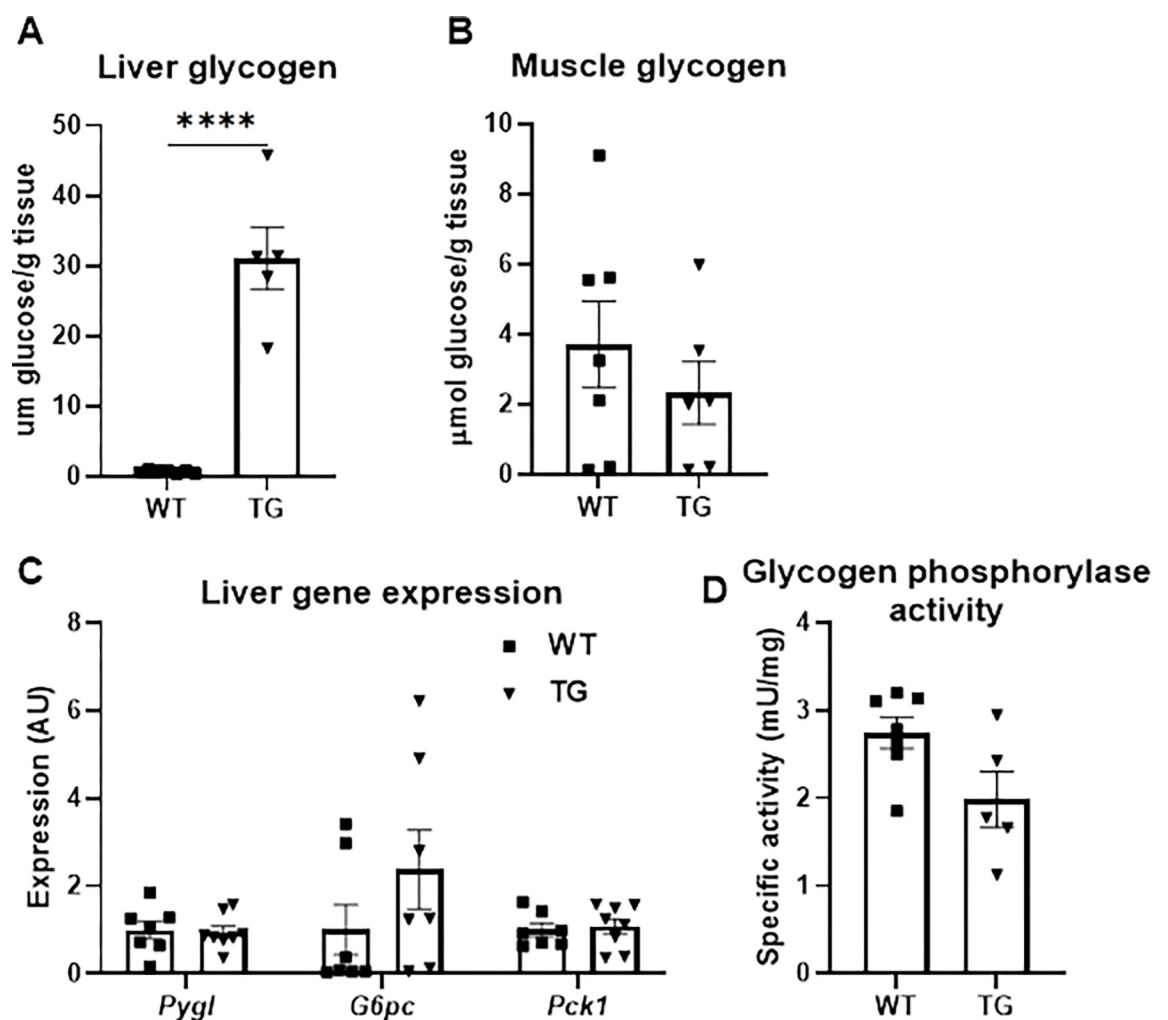 A
Liver glycogen
****
um glucose/g tissue
50
40
30
20
10
0
WT
TG
B
Muscle glycogen
μmol glucose/g tissue
10
8
6
4
2
0
WT
TG
C
Liver gene expression
Expression (AU)
8
6
4
2
0
WT
TG
Pygl
G6pc
Pck1
D
Glycogen phosphorylase
activity
Specific activity (mU/mg)
4
3
2
1
0
WT
TG